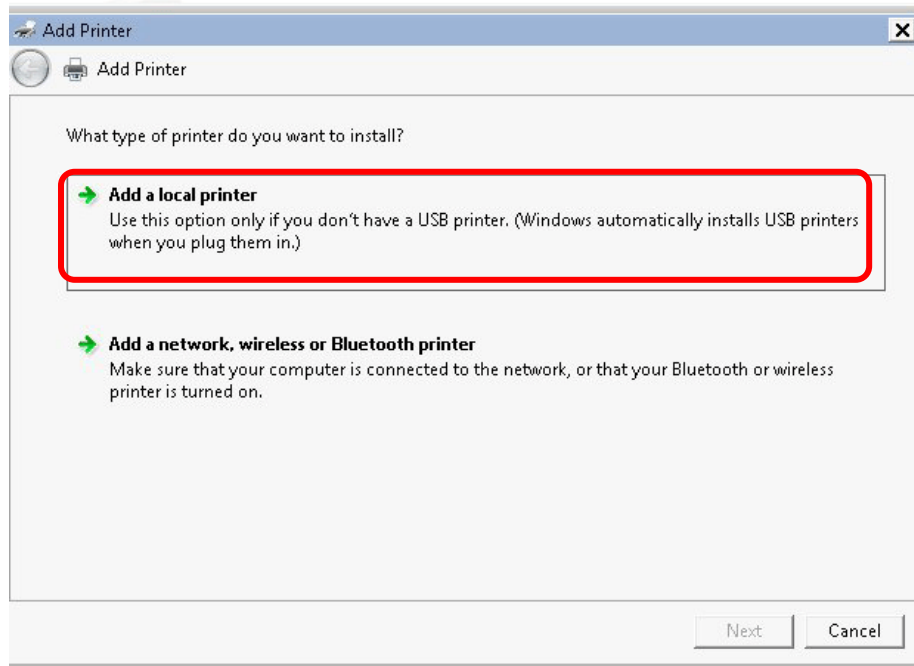 Add Printer
Add Printer
What type of printer do you want to install?
Add a local printer
Use this option only if you don't have a USB printer. (Windows automatically installs USB printers
when you plug them in.)
Add a network, wireless or Bluetooth printer
Make sure that your computer is connected to the network, or that your Bluetooth or wireless
printer is turned on.
Next Cancel